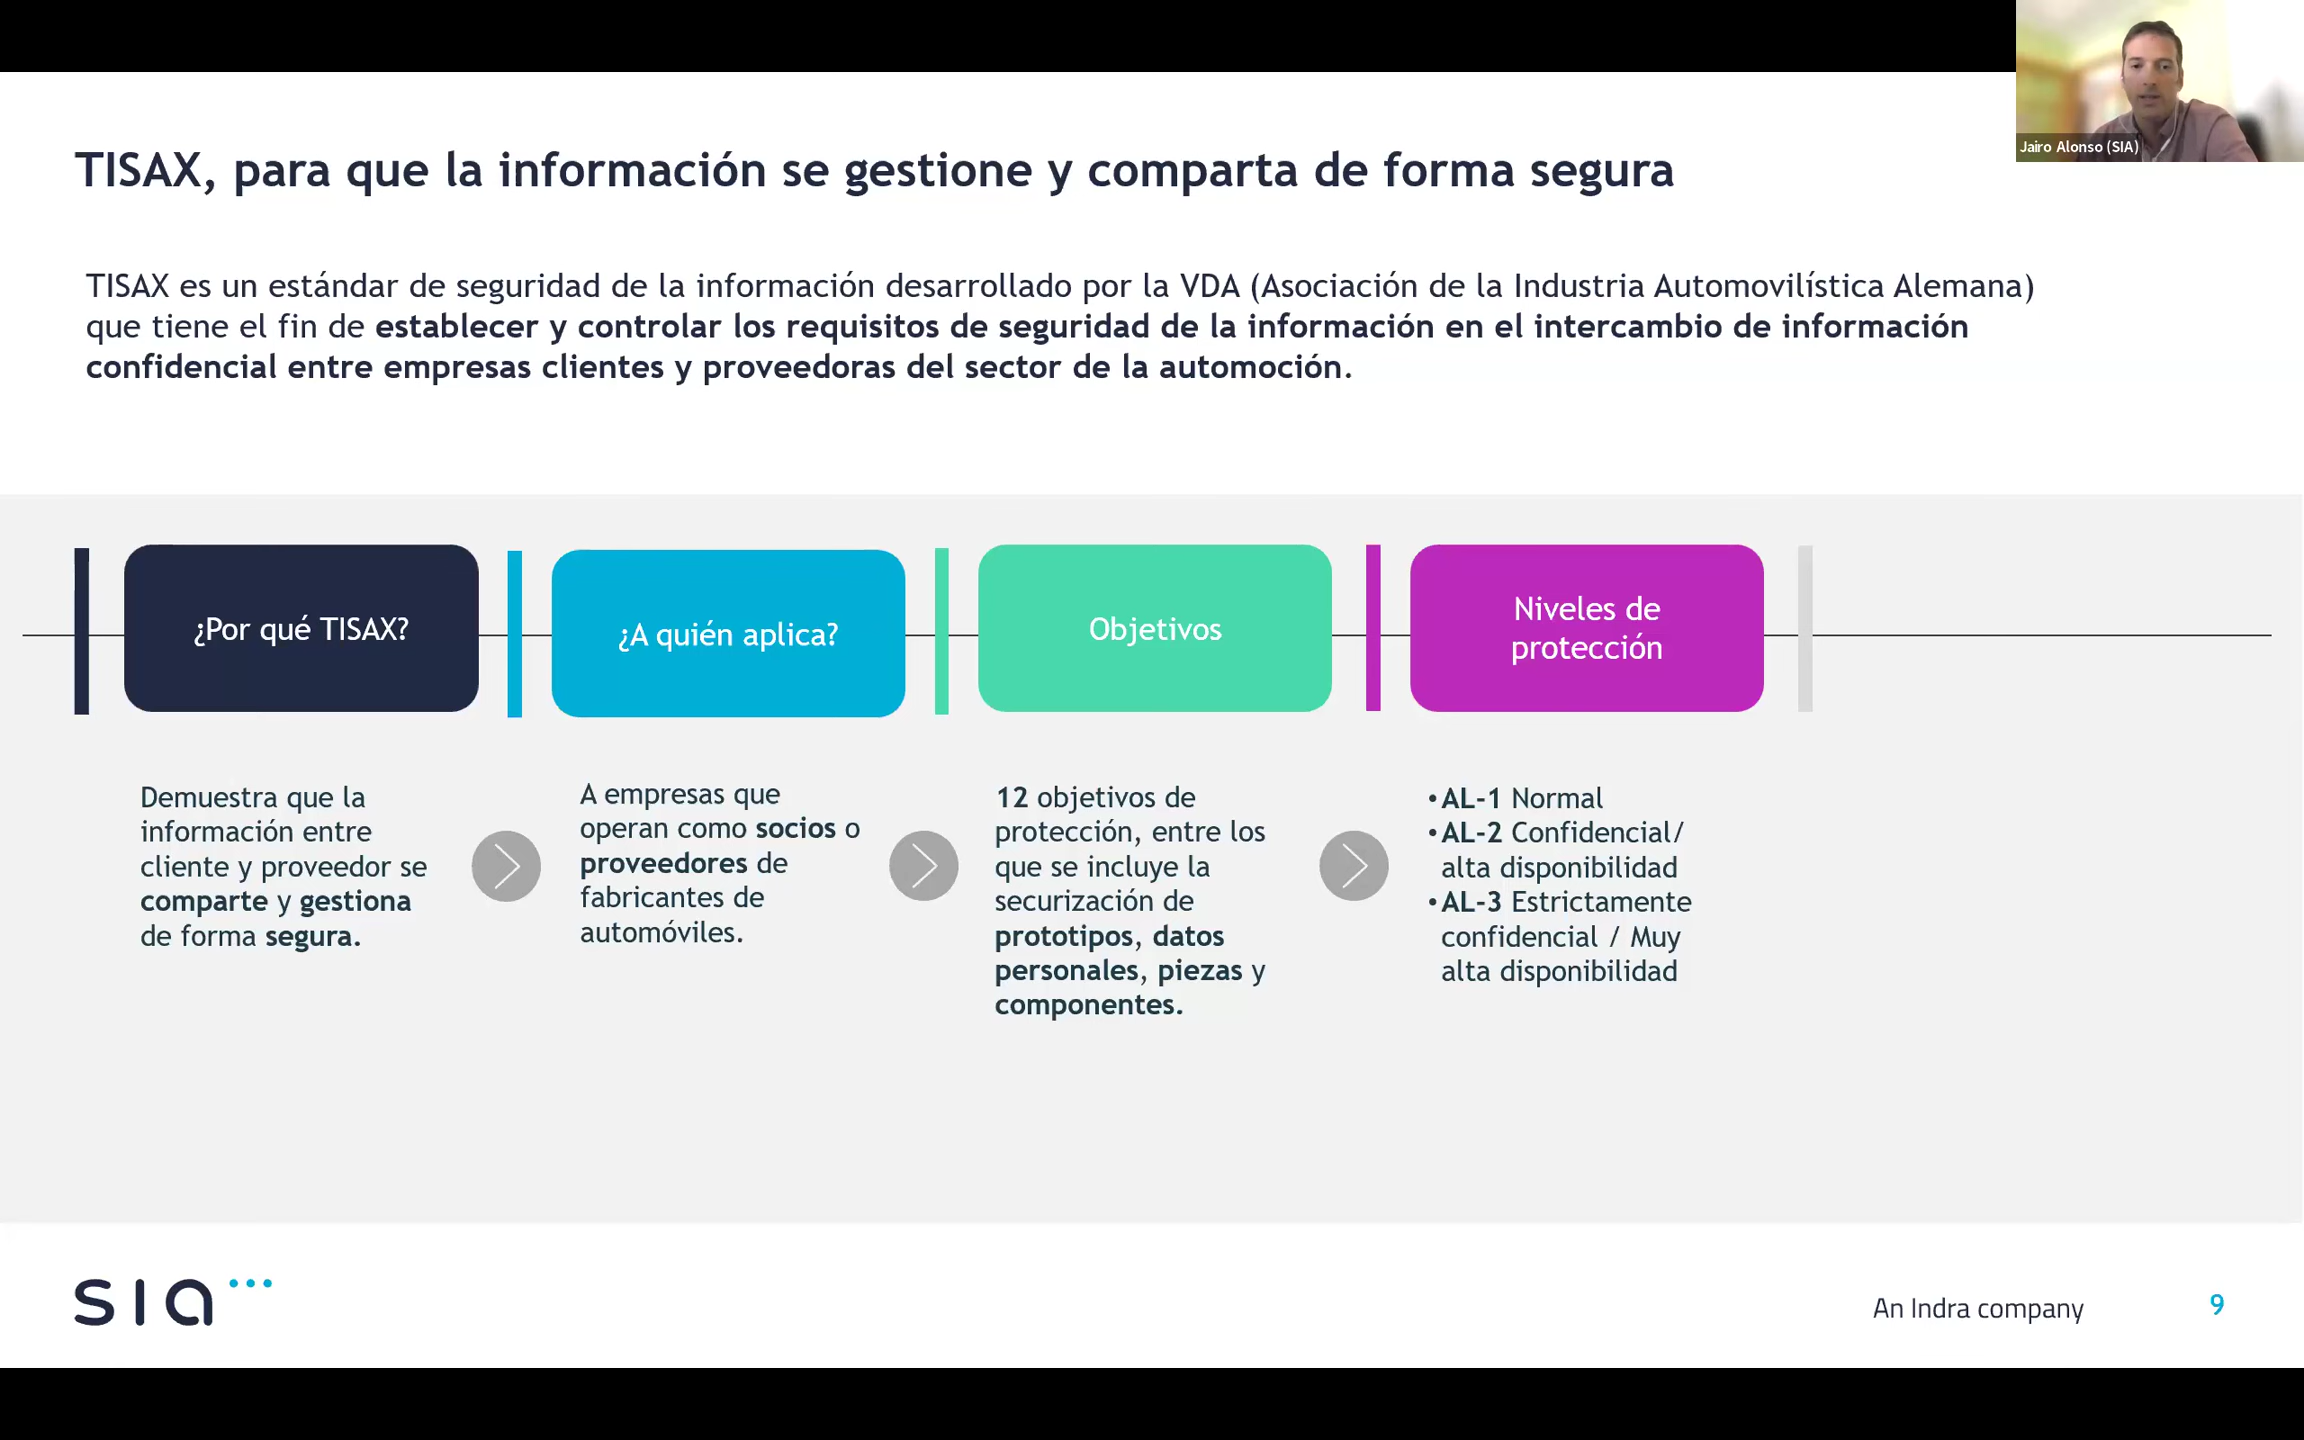 Jairo Alonso (SIA)
TISAX, para que la información se gestione y comparta de forma segura
TISAX es un estándar de seguridad de la información desarrollado por la VDA (Asociación de la Industria Automovilística Alemana)
que tiene el fin de establecer y controlar los requisitos de seguridad de la información en el intercambio de información
confidencial entre empresas clientes y proveedoras del sector de la automoción.
¿Por qué TISAX?
Demuestra que la
información entre
cliente y proveedor se
comparte y gestiona
de forma segura.
¿A quién aplica?
A empresas que
operan como socios o
proveedores de
fabricantes de
automóviles.
Objetivos
12 objetivos de
protección, entre los
que se incluye la
securización de
prototipos, datos
personales, piezas y
componentes.
Niveles de
protección
• AL-1 Normal
• AL-2 Confidencial/
alta disponibilidad
• AL-3 Estrictamente
confidencial / Muy
alta disponibilidad
sia
An Indra company
9